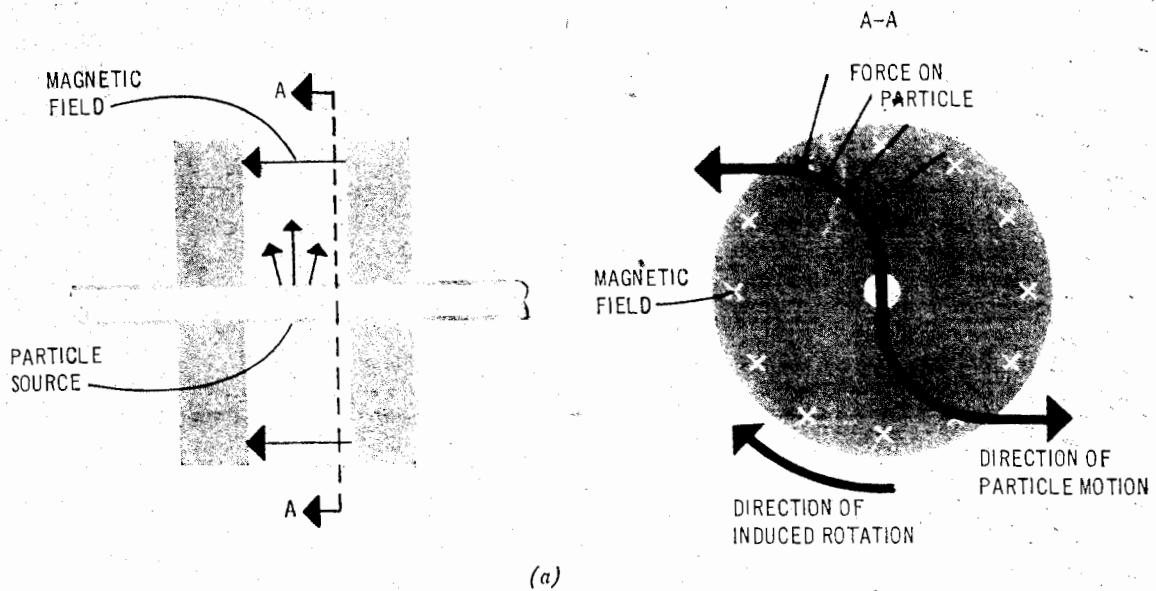 A-A
MAGNETIC
FIELD
A
FORCE ON
PARTICLE
MAGNETIC
FIELD
PARTICLE
SOURCE
A
DIRECTION OF
PARTICLE MOTION
DIRECTION OF
INDUCED ROTATION
(a)